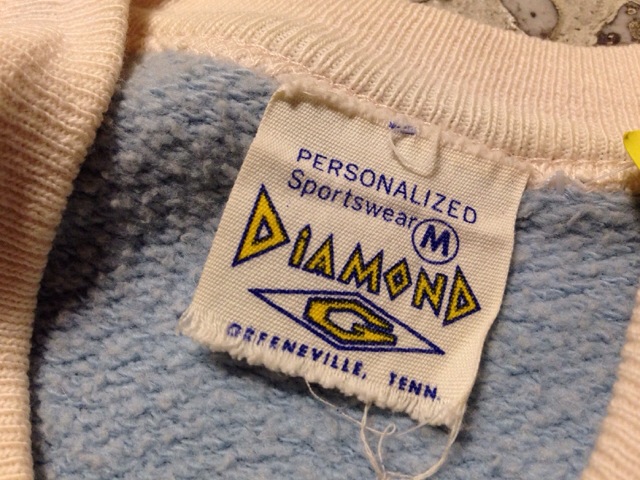 PERSONALIZED
Sportswear M
DIAMOND
G
GREENEVILLE, TENN.